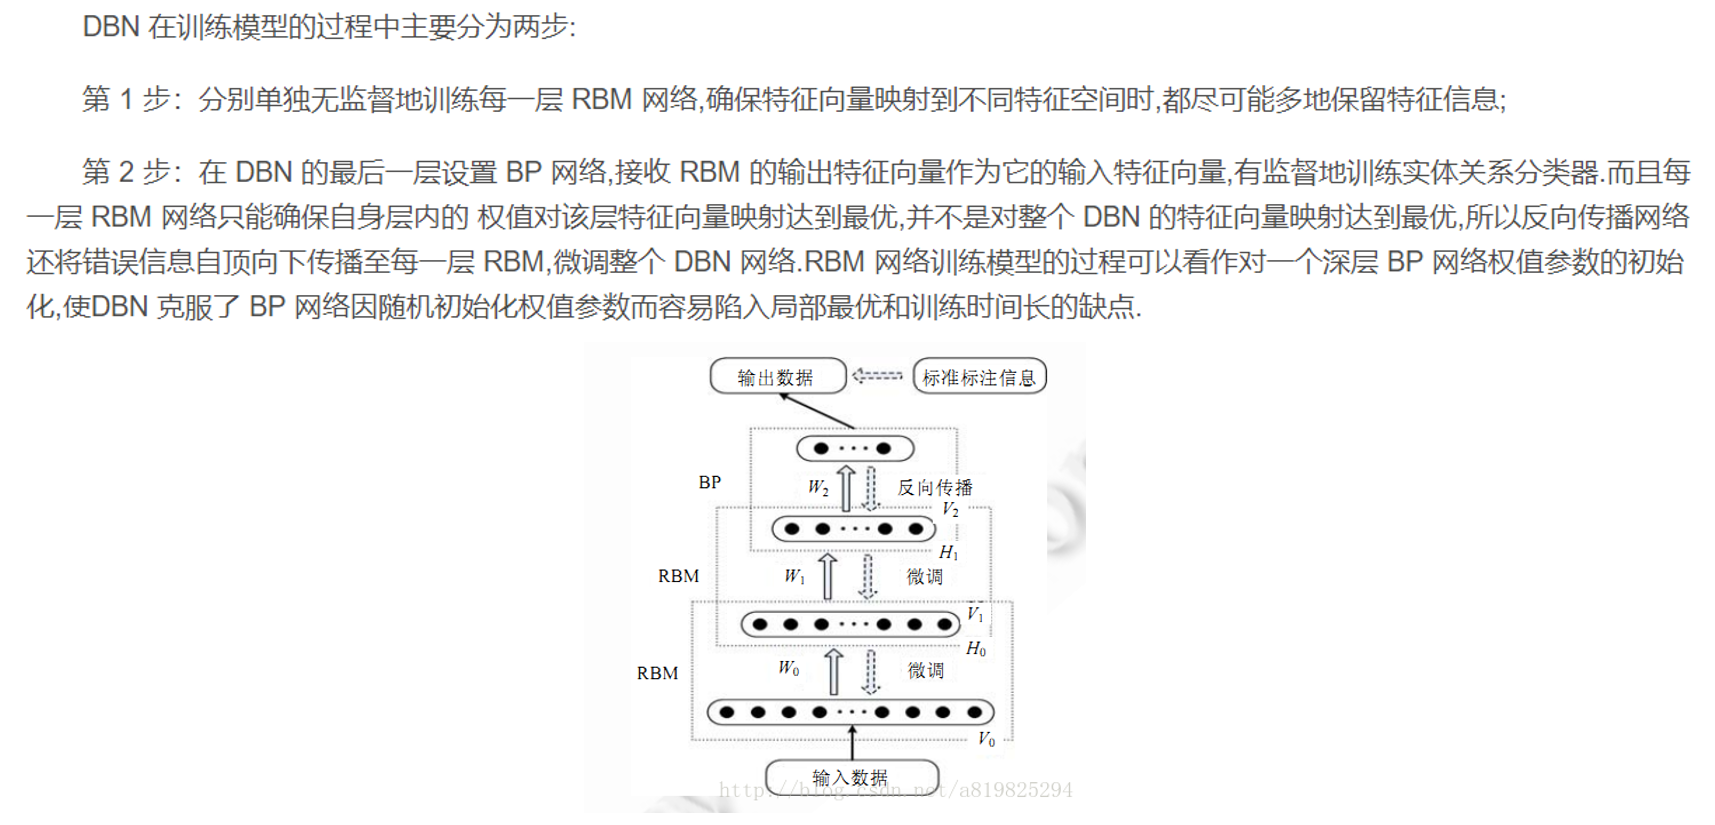 DBN 在训练模型的过程中主要分为两步:
第 1 步：分别单独无监督地训练每一层 RBM 网络,确保特征向量映射到不同特征空间时,都尽可能多地保留特征信息;
第 2 步：在 DBN 的最后一层设置 BP 网络,接收 RBM 的输出特征向量作为它的输入特征向量,有监督地训练实体关系分类器.而且每
一层 RBM 网络只能确保自身层内的 权值对该层特征向量映射达到最优,并不是对整个 DBN 的特征向量映射达到最优,所以反向传播网络
还将错误信息自顶向下传播至每一层 RBM,微调整个 DBN 网络.RBM 网络训练模型的过程可以看作对一个深层 BP 网络权值参数的初始
化,使DBN 克服了 BP 网络因随机初始化权值参数而容易陷入局部最优和训练时间长的缺点.
输出数据 标准标注信息
BP W2 反向传播
V2
H1
RBM W1 微调
V1
H0
RBM W0 微调
V0
输入数据
http://blog.csdn.net/a819825294